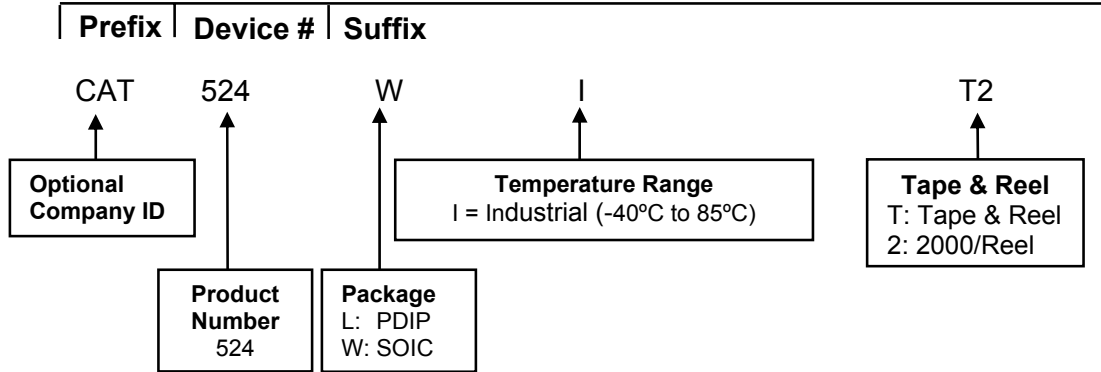 Prefix Device # Suffix
CAT 524 W I T2
Optional
Company ID
Temperature Range
I = Industrial (-40ºC to 85ºC)
Tape & Reel
T: Tape & Reel
2: 2000/Reel
Product
Number
524
Package
L: PDIP
W: SOIC